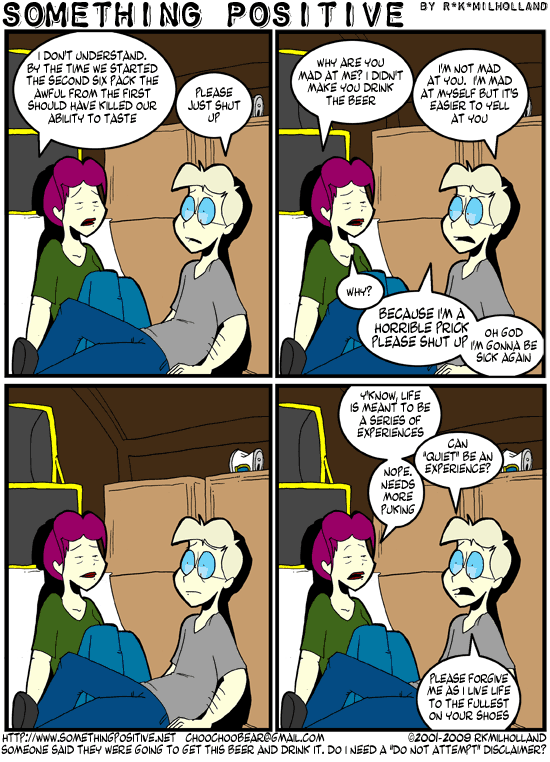 SOMETHING POSITIVE BY R*K*MILHOLLAND
I DON'T UNDERSTAND.
BY THE TIME WE STARTED
THE SECOND SIX PACK THE
AWFUL FROM THE FIRST
SHOULD HAVE KILLED OUR
ABILITY TO TASTE
PLEASE
JUST SHUT
UP
WHY ARE YOU
MAD AT ME? I DIDN'T
MAKE YOU DRINK
THE BEER
I'M NOT MAD
AT YOU. I'M MAD
AT MYSELF BUT IT'S
EASIER TO YELL
AT YOU
WHY?
BECAUSE I'M A
HORRIBLE PRICK
PLEASE SHUT UP
OH GOD
I'M GONNA BE
SICK AGAIN
Y'KNOW, LIFE
IS MEANT TO BE
A SERIES OF
EXPERIENCES
CAN
"QUIET" BE AN
EXPERIENCE?
NOPE.
NEEDS
MORE
PUKING
PLEASE FORGIVE
ME AS I LIVE LIFE
TO THE FULLEST
ON YOUR SHOES
HTTP://WWW.SOMETHINGPOSITIVE.NET CHOOCHOOBEAR@GMAIL.COM ©2001-2009 RKMILHOLLAND
SOMEONE SAID THEY WERE GOING TO GET THIS BEER AND DRINK IT. DO I NEED A "DO NOT ATTEMPT" DISCLAIMER?